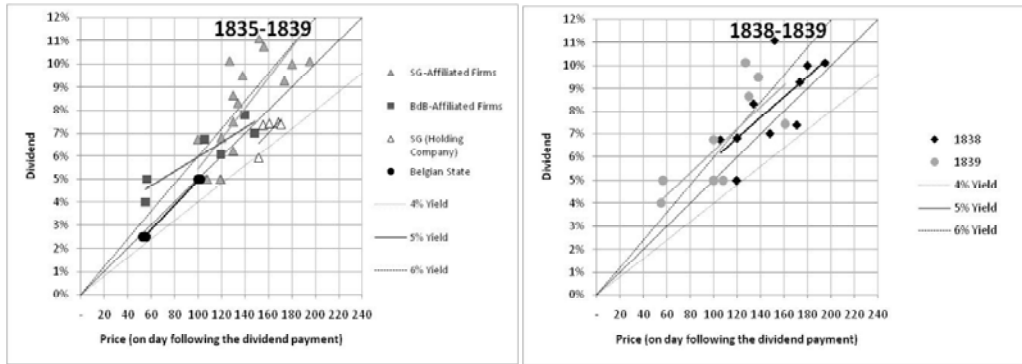 1835-1839
12%
11%
10%
9%
8%
7%
6%
5%
4%
3%
2%
1%
0%
Dividend
- 20 40 60 80 100 120 140 160 180 200 220 240
Price (on day following the dividend payment)
SG-Affiliated Firms
BdB-Affiliated Firms
SG (Holding
Company)
Belgian State
4% Yield
5% Yield
6% Yield
1838-1839
12%
11%
10%
9%
8%
7%
6%
5%
4%
3%
2%
1%
0%
Dividend
- 20 40 60 80 100 120 140 160 180 200 220 240
Price (on day following the dividend payment)
1838
1839
4% Yield
5% Yield
6% Yield